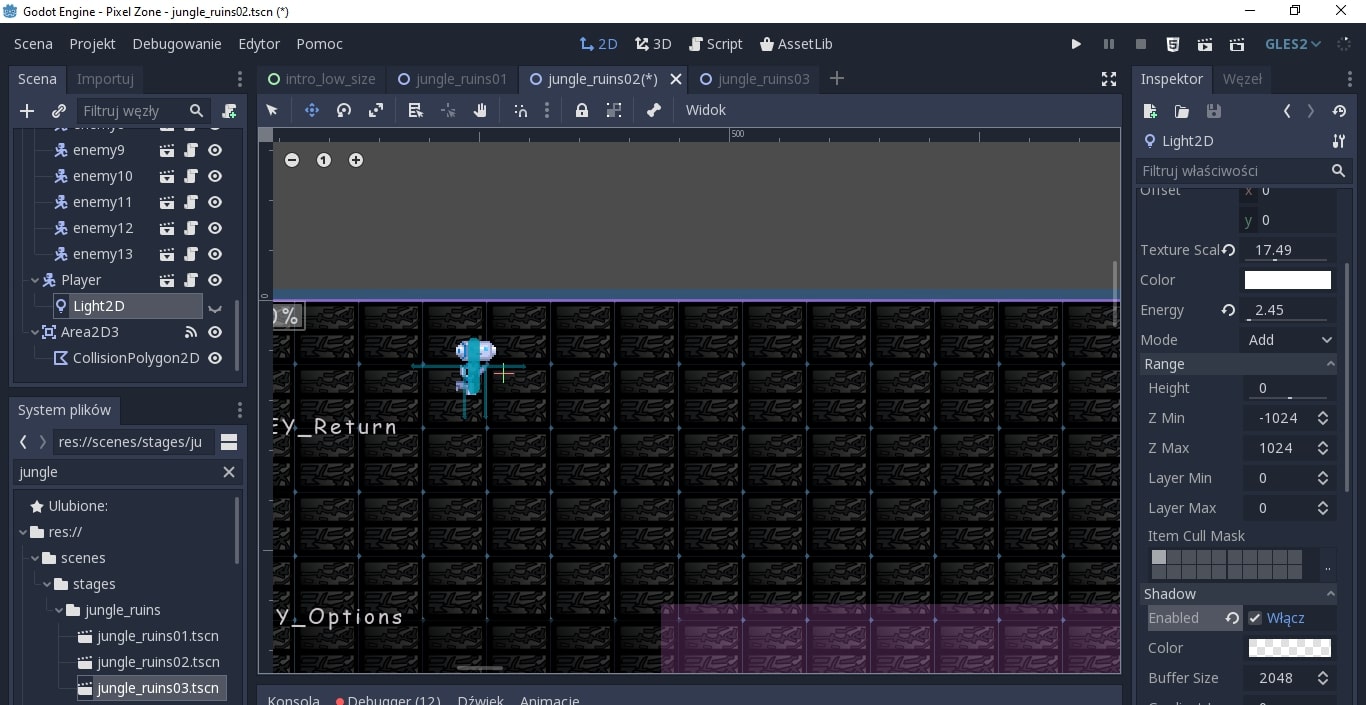 Godot Engine - Pixel Zone - jungle_ruins02.tscn (*)
Scena Projekt Debugowanie Edytor Pomoc
2D 3D Script AssetLib
GLES2
Scena Importuj
intro_low_size jungle_ruins01 jungle_ruins02(*) jungle_ruins03
Inspektor Węzeł
Filtruj węzły
Widok
enemy9
enemy10
enemy11
enemy12
enemy13
Player
Light2D
Area2D3
CollisionPolygon2D
System plików
res://scenes/stages/ju
jungle
Ulubione:
res://
scenes
stages
jungle_ruins
jungle_ruins01.tscn
jungle_ruins02.tscn
jungle_ruins03.tscn
500
0
1
0%
EY_Return
Y_Options
Konsola Debugger (12) Dźwięk Animacje
Light2D
Filtruj właściwości
Offset x 0
y 0
Texture Scal 17.49
Color
Energy 2.45
Mode Add
Range
Height 0
Z Min -1024
Z Max 1024
Layer Min 0
Layer Max 0
Item Cull Mask
..
Shadow
Enabled Włącz
Color
Buffer Size 2048